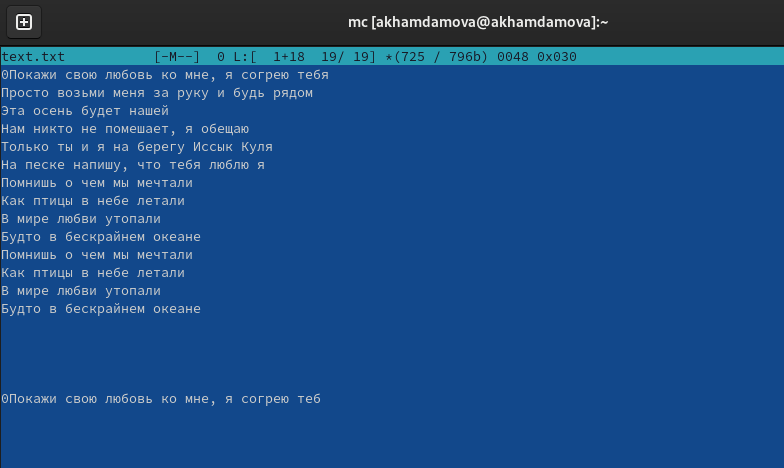 mc [akhamdamova@akhamdamova]:~
text.txt [-M--] 0 L:[ 1+18 19/ 19] *(725 / 796b) 0048 0x030
0Покажи свою любовь ко мне, я согрею тебя
Просто возьми меня за руку и будь рядом
Эта осень будет нашей
Нам никто не помешает, я обещаю
Только ты и я на берегу Иссык Куля
На песке напишу, что тебя люблю я
Помнишь о чем мы мечтали
Как птицы в небе летали
В мире любви утопали
Будто в бескрайнем океане
Помнишь о чем мы мечтали
Как птицы в небе летали
В мире любви утопали
Будто в бескрайнем океане
0Покажи свою любовь ко мне, я согрею теб